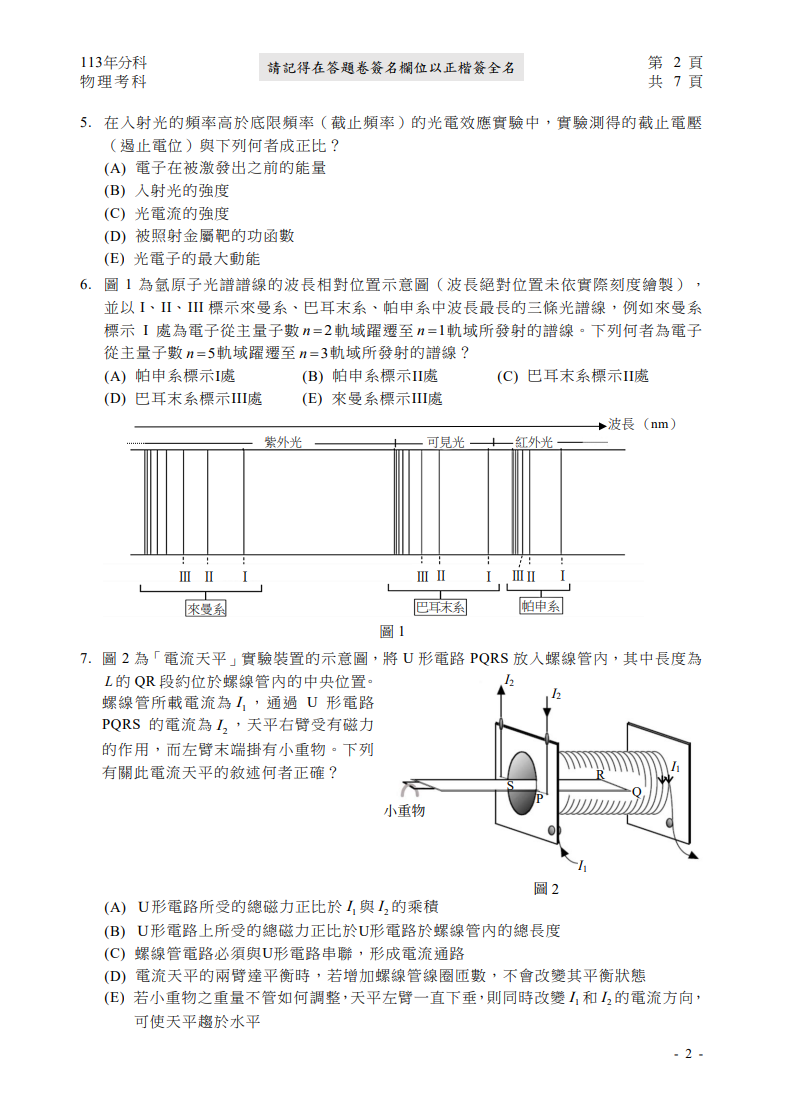 113年分科
物理考科
請記得在答題卷簽名欄位以正楷簽全名
第 2 頁
共 7 頁
5. 在入射光的頻率高於底限頻率（截止頻率）的光電效應實驗中，實驗測得的截止電壓
（遏止電位）與下列何者成正比？
(A) 電子在被激發出之前的能量
(B) 入射光的強度
(C) 光電流的強度
(D) 被照射金屬靶的功函數
(E) 光電子的最大動能
6. 圖 1 為氫原子光譜譜線的波長相對位置示意圖（波長絕對位置未依實際刻度繪製），
並以 I、II、III 標示來曼系、巴耳末系、帕申系中波長最長的三條光譜線，例如來曼系
標示 I 處為電子從主量子數 n=2 軌域躍遷至 n=1 軌域所發射的譜線。下列何者為電子
從主量子數 n=5 軌域躍遷至 n=3 軌域所發射的譜線？
(A) 帕申系標示I處 (B) 帕申系標示II處 (C) 巴耳末系標示II處
(D) 巴耳末系標示III處 (E) 來曼系標示III處
波長（nm）
紫外光 可見光 紅外光
III II I III II I III II I
來曼系 巴耳末系 帕申系
圖 1
7. 圖 2 為「電流天平」實驗裝置的示意圖，將 U 形電路 PQRS 放入螺線管內，其中長度為
L的 QR 段約位於螺線管內的中央位置。
螺線管所載電流為 I₁，通過 U 形電路
PQRS 的電流為 I₂，天平右臂受有磁力
的作用，而左臂末端掛有小重物。下列
有關此電流天平的敘述何者正確？
I₂
I₂
I₁
R
S
Q
P
小重物
I₁
圖 2
(A) U形電路所受的總磁力正比於 I₁ 與 I₂ 的乘積
(B) U形電路上所受的總磁力正比於U形電路於螺線管內的總長度
(C) 螺線管電路必須與U形電路串聯，形成電流通路
(D) 電流天平的兩臂達平衡時，若增加螺線管線圈匝數，不會改變其平衡狀態
(E) 若小重物之重量不管如何調整，天平左臂一直下垂，則同時改變 I₁ 和 I₂ 的電流方向，
可使天平趨於水平
- 2 -